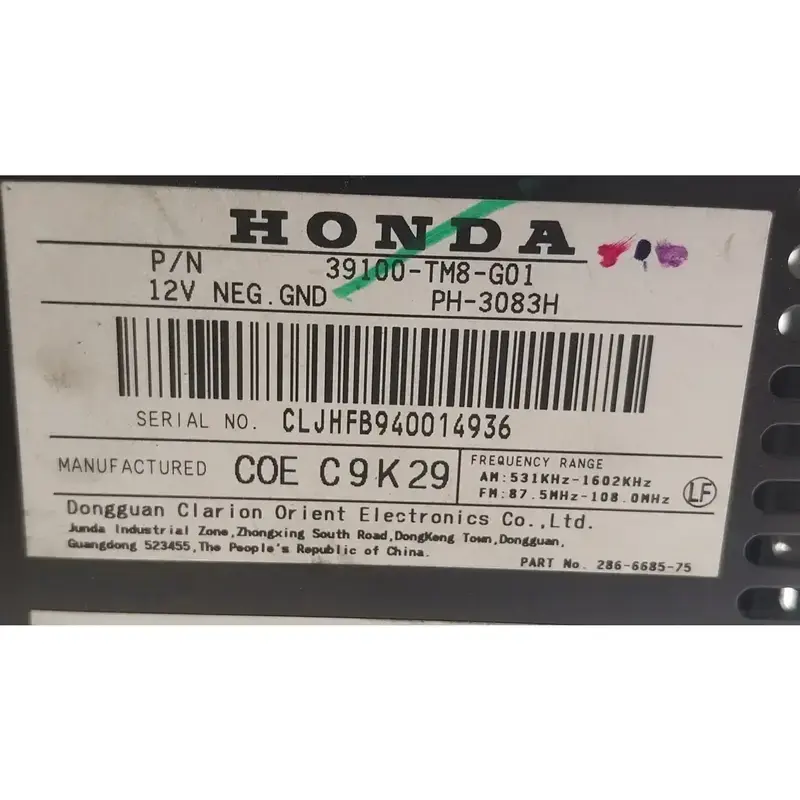 HONDA
P/N 39100-TM8-G01
12V NEG.GND PH-3083H
SERIAL NO. CLJHFB940014936
MANUFACTURED COE C9K29
FREQUENCY RANGE
AM:531KHz-1602KHz
FM:87.5MHz-108.0MHz
LF
Dongguan Clarion Orient Electronics Co.,Ltd.
Junda Industrial Zone,Zhongxing South Road,DongKeng Town,Dongguan,
Guangdong 523455,The People's Republic of China.
PART No. 286-6685-75